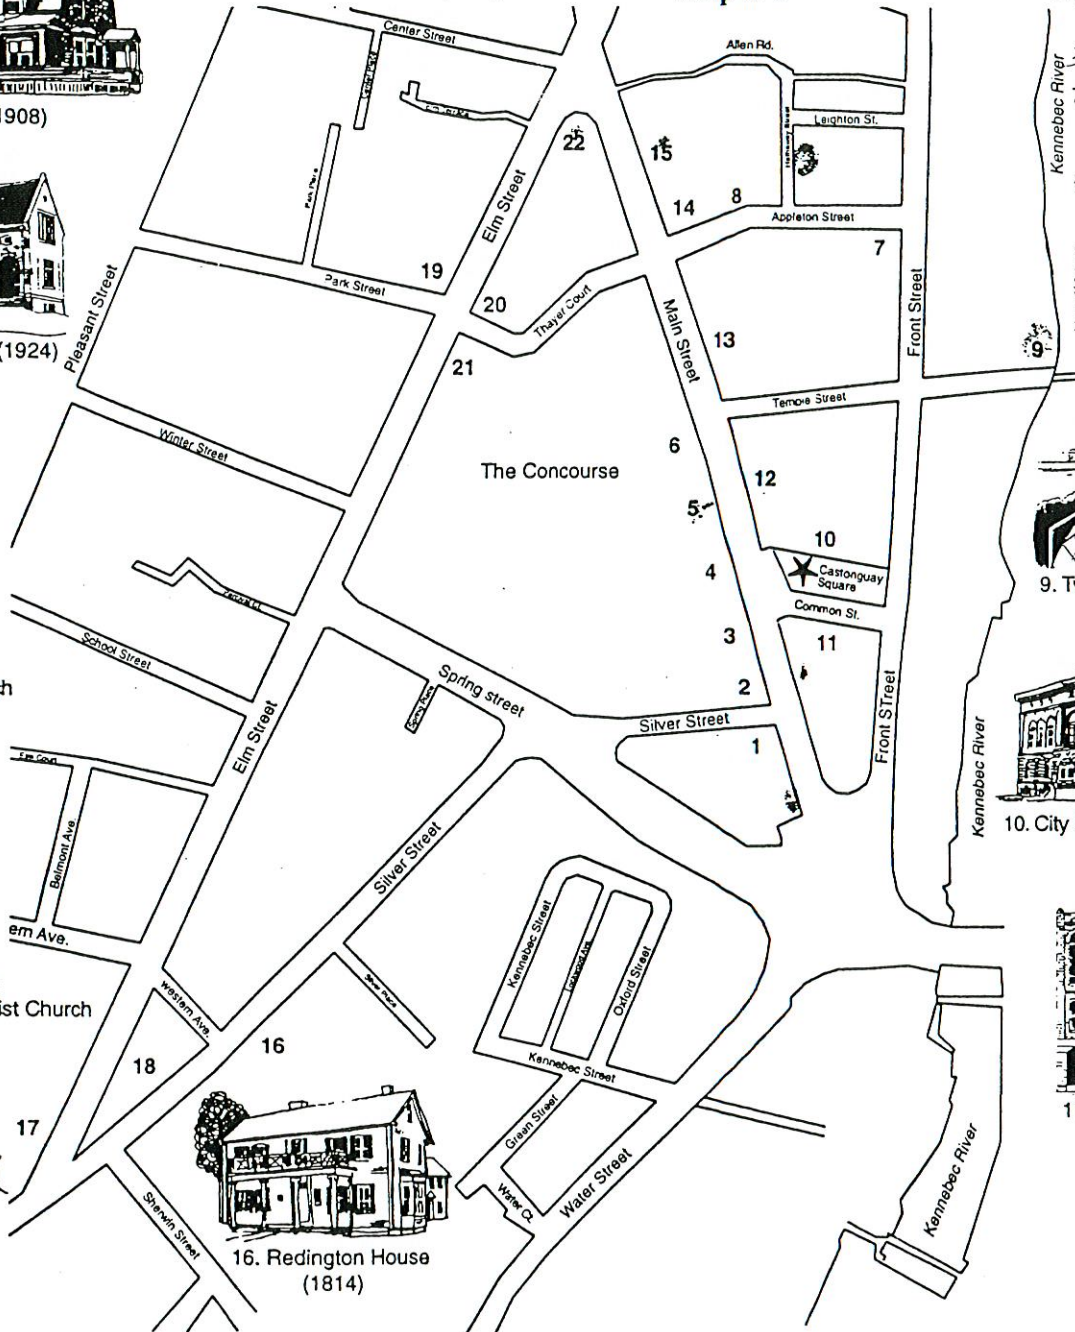 Center Street
Allen Rd.
Kennebec River
1908)
Leighton St.
22
15
Park Place
Elm Street
14
8
Appleton Street
7
19
20
Park Street
Thayer Court
Pleasant Street
Main Street
Front Street
(1924)
21
13
9
Temple Street
Winter Street
6
The Concourse
12
5
10
4
Castonguay
Square
9. T
Common St.
3
11
School Street
h
2
Spring street
Spring Place
Silver Street
Front STreet
Elm Street
1
Kennebec River
10. City
Belmont Ave.
Silver Street
ern Ave.
Kennebec Street
Oxford Street
Silver Place
western Ave.
ist Church
16
18
Kennebec Street
Green Street
17
1
Water Ct.
Water Street
Kennebec River
Sherwin Street
16. Redington House
(1814)